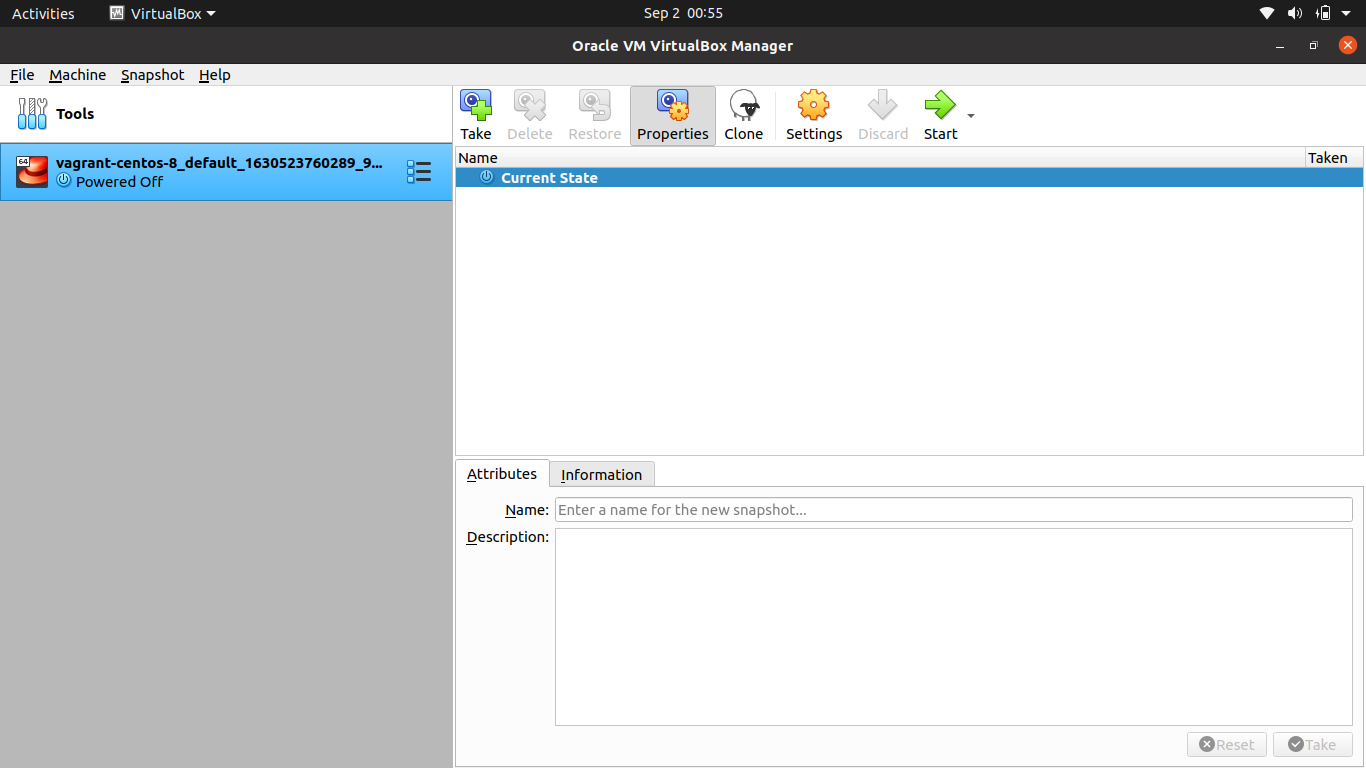 Activities VirtualBox Sep 2 00:55
Oracle VM VirtualBox Manager
File Machine Snapshot Help
Tools
64
vagrant-centos-8_default_1630523760289_9...
Powered Off
Take Delete Restore Properties Clone Settings Discard Start
Name Taken
Current State
Attributes Information
Name: Enter a name for the new snapshot...
Description:
Reset Take